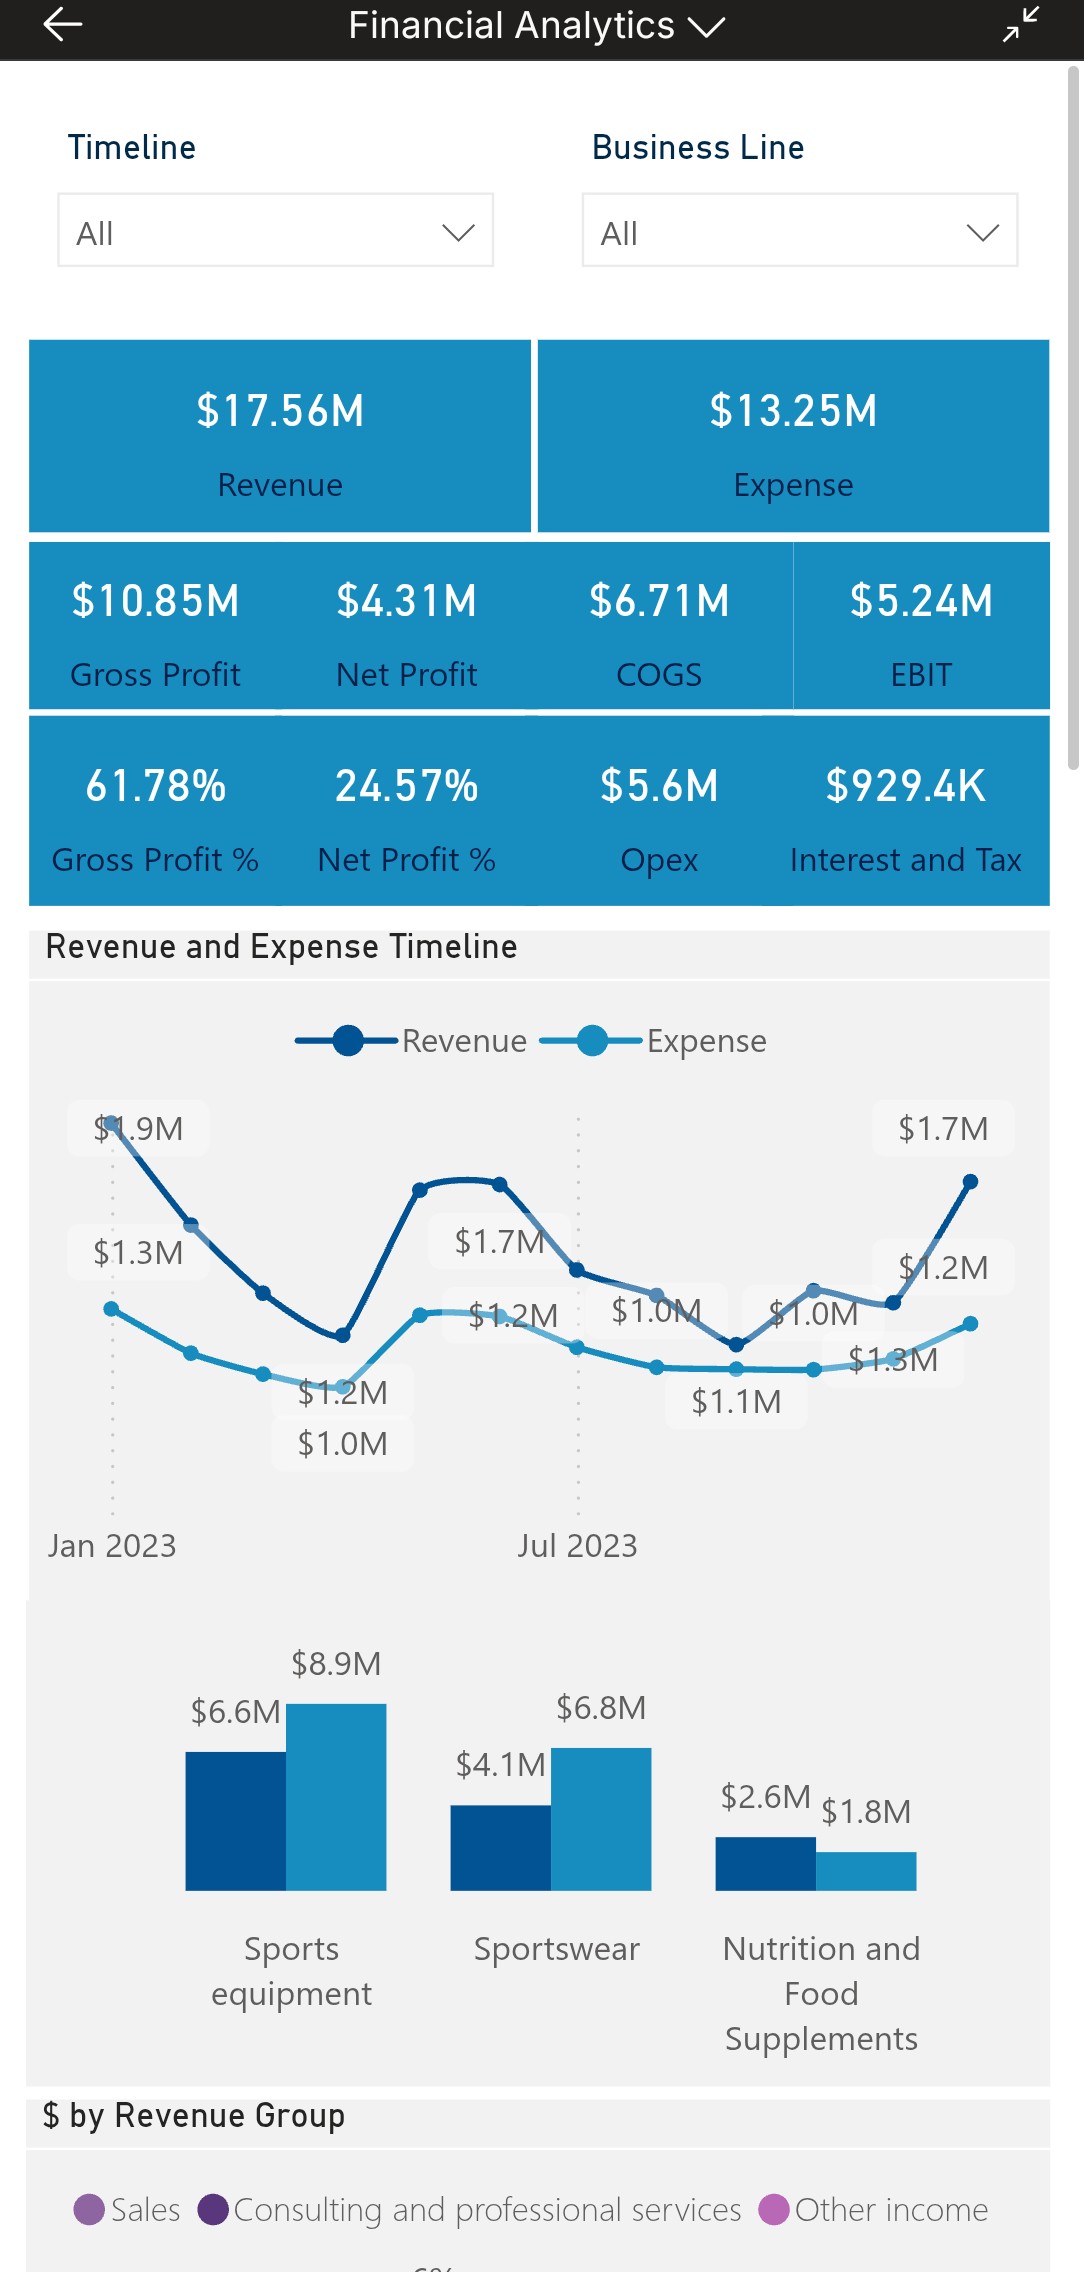 Financial Analytics
Timeline
Business Line
All
All
$17.56M
$13.25M
Revenue
Expense
$10.85M
$4.31M
$6.71M
$5.24M
Gross Profit
Net Profit
COGS
EBIT
61.78%
24.57%
$5.6M
$929.4K
Gross Profit %
Net Profit %
Opex
Interest and Tax
Revenue and Expense Timeline
Revenue
Expense
$1.9M
$1.7M
$1.7M
$1.3M
$1.2M
$1.2M
$1.0M
$1.0M
$1.3M
$1.2M
$1.1M
$1.0M
Jan 2023
Jul 2023
$8.9M
$6.6M
$6.8M
$4.1M
$2.6M
$1.8M
Sports
equipment
Sportswear
Nutrition and
Food
Supplements
$ by Revenue Group
Sales
Consulting and professional services
Other income